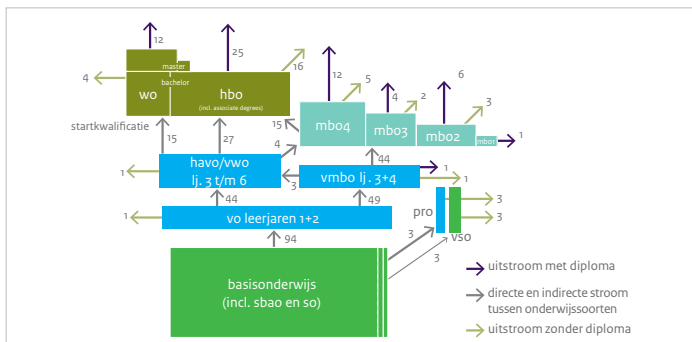 12
25
16
4
master
bachelor
wo
hbo
(incl. associate degrees)
12
5
4
2
6
3
mbo4
mbo3
mbo2
mbo1
1
startkwalificatie
15
27
15
4
44
havo/vwo
lj. 3 t/m 6
1
3
vmbo lj. 3+4
1
1
44
49
pro
vso
3
3
1
vo leerjaren 1+2
94
3
3
basisonderwijs
(incl. sbao en so)
uitstroom met diploma
directe en indirecte stroom
tussen onderwijssoorten
uitstroom zonder diploma